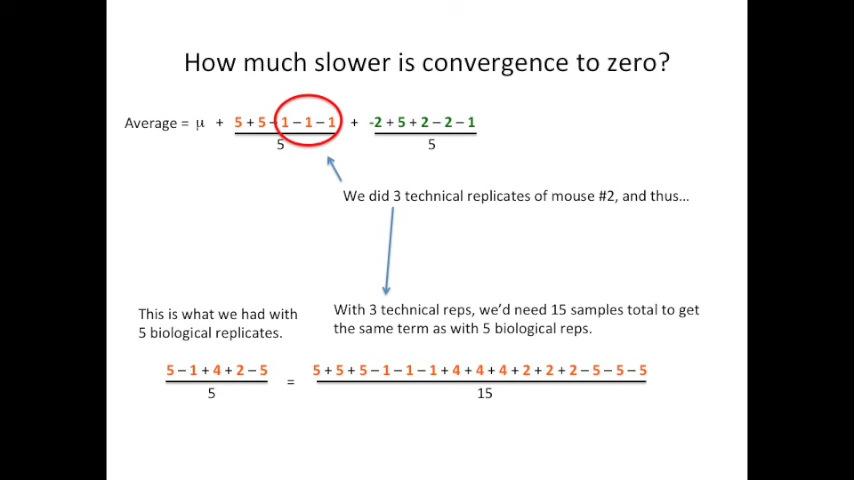 How much slower is convergence to zero?
Average = μ + 5 + 5 – 1 – 1 – 1 + -2 + 5 + 2 – 2 – 1
5 5
We did 3 technical replicates of mouse #2, and thus…
This is what we had with
5 biological replicates.
With 3 technical reps, we'd need 15 samples total to get
the same term as with 5 biological reps.
5 – 1 + 4 + 2 – 5 = 5 + 5 + 5 – 1 – 1 – 1 + 4 + 4 + 4 + 2 + 2 + 2 – 5 – 5 – 5
5 15